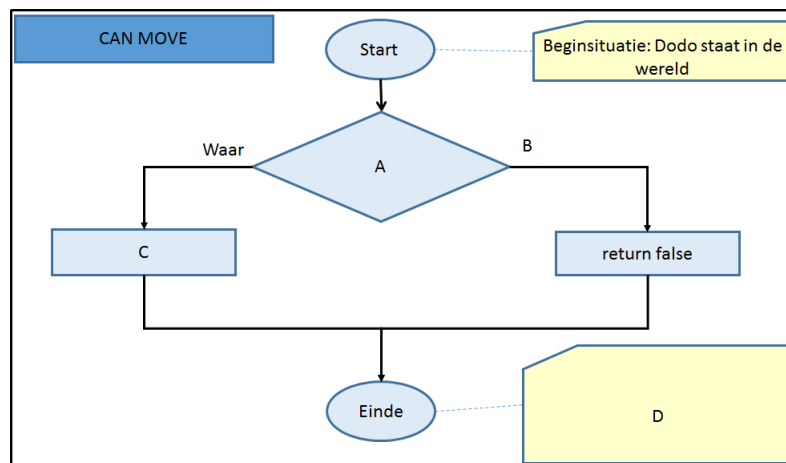 CAN MOVE
Start
Beginsituatie: Dodo staat in de
wereld
Waar
A
B
C
return false
Einde
D